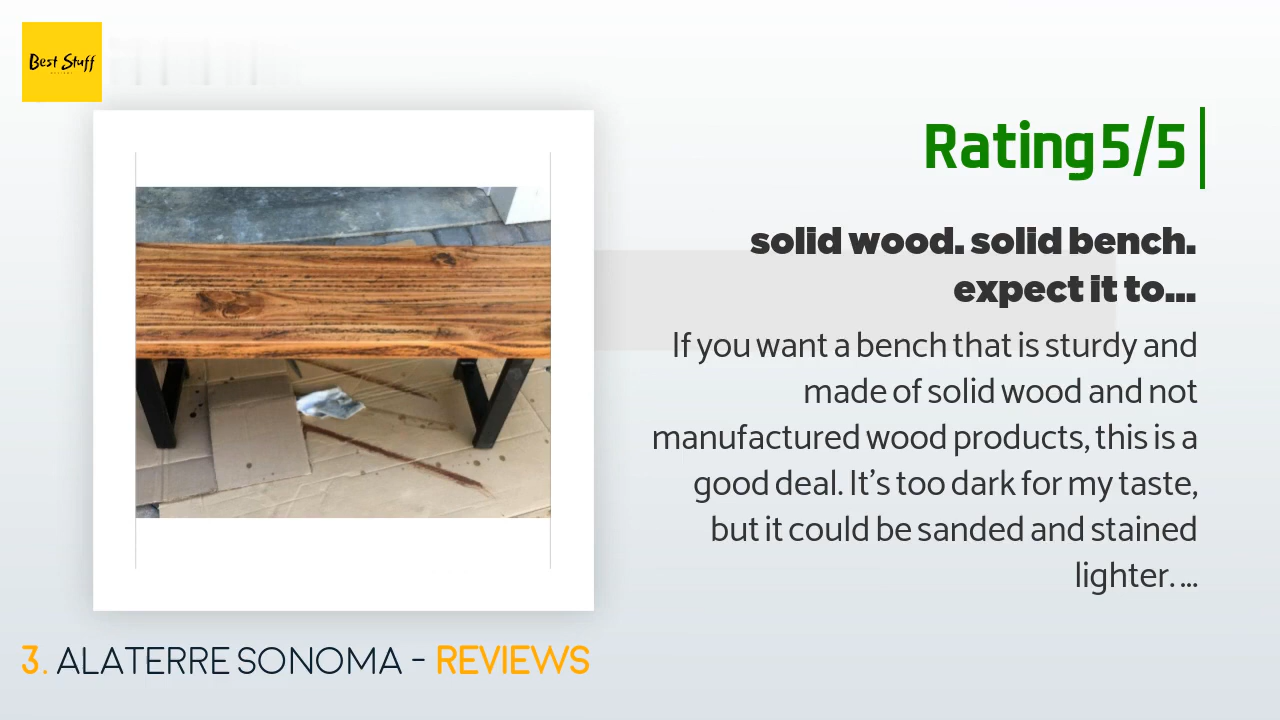 Best Stuff
Rating 5/5
solid wood. solid bench.
expect it to...
If you want a bench that is sturdy and
made of solid wood and not
manufactured wood products, this is a
good deal. It's too dark for my taste,
but it could be sanded and stained
lighter. ...
3. ALATERRE SONOMA - REVIEWS